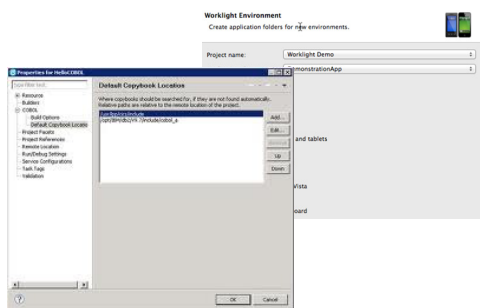 Worklight Environment
Create application folders for new environments.
Project name:
Worklight Demo
DemonstrationApp
and tablets
Vista
oard
Properties for HelloCOBOL
type filter text
Resource
Builders
COBOL
Build Options
Default Copybook Locatio
Project Facets
Project References
Remote Location
Run/Debug Settings
Service Configurations
Task Tags
Validation
Default Copybook Location
Where copybooks should be searched for, if they are not found automatically.
Relative paths are relative to the remote location of the project.
Add...
Edit...
Remove
Up
Down
OK
Cancel